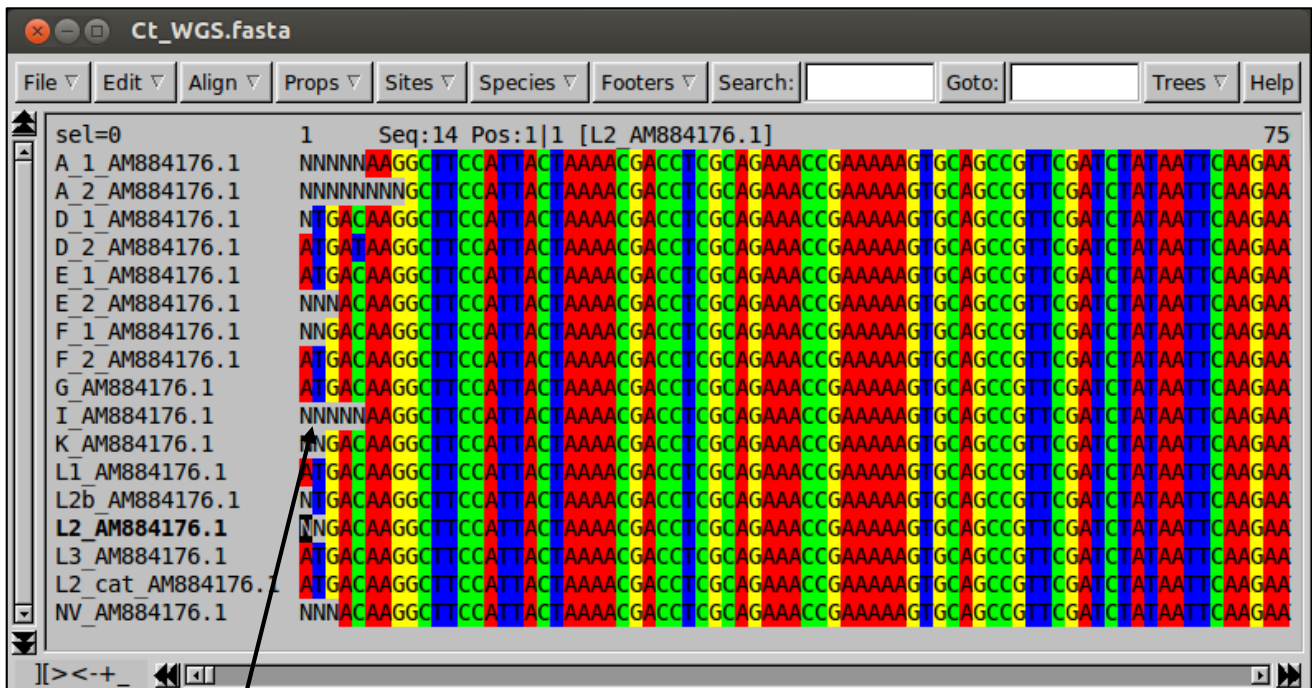 Ct_WGS.fasta
File Edit Align Props Sites Species Footers Search: Goto: Trees Help
sel=0 1 Seq:14 Pos:1|1 [L2_AM884176.1] 75
A_1_AM884176.1 NNNNNAAGGCTTCCATTACTAAAACGACCTCGCAGAAACCGAAAAAGTGCAGCCGTTCGATCTATAATTCAAGAA
A_2_AM884176.1 NNNNNNNNGCTTCCATTACTAAAACGACCTCGCAGAAACCGAAAAAGTGCAGCCGTTCGATCTATAATTCAAGAA
D_1_AM884176.1 NTGACAAGGCTTCCATTACTAAAACGACCTCGCAGAAACCGAAAAAGTGCAGCCGTTCGATCTATAATTCAAGAA
D_2_AM884176.1 ATGATAAGGCTTCCATTACTAAAACGACCTCGCAGAAACCGAAAAAGTGCAGCCGTTCGATCTATAATTCAAGAA
E_1_AM884176.1 ATGACAAGGCTTCCATTACTAAAACGACCTCGCAGAAACCGAAAAAGTGCAGCCGTTCGATCTATAATTCAAGAA
E_2_AM884176.1 NNNACAAGGCTTCCATTACTAAAACGACCTCGCAGAAACCGAAAAAGTGCAGCCGTTCGATCTATAATTCAAGAA
F_1_AM884176.1 NNGACAAGGCTTCCATTACTAAAACGACCTCGCAGAAACCGAAAAAGTGCAGCCGTTCGATCTATAATTCAAGAA
F_2_AM884176.1 ATGACAAGGCTTCCATTACTAAAACGACCTCGCAGAAACCGAAAAAGTGCAGCCGTTCGATCTATAATTCAAGAA
G_AM884176.1 ATGACAAGGCTTCCATTACTAAAACGACCTCGCAGAAACCGAAAAAGTGCAGCCGTTCGATCTATAATTCAAGAA
I_AM884176.1 NNNNNAAGGCTTCCATTACTAAAACGACCTCGCAGAAACCGAAAAAGTGCAGCCGTTCGATCTATAATTCAAGAA
K_AM884176.1 NNGACAAGGCTTCCATTACTAAAACGACCTCGCAGAAACCGAAAAAGTGCAGCCGTTCGATCTATAATTCAAGAA
L1_AM884176.1 ATGACAAGGCTTCCATTACTAAAACGACCTCGCAGAAACCGAAAAAGTGCAGCCGTTCGATCTATAATTCAAGAA
L2b_AM884176.1 NTGACAAGGCTTCCATTACTAAAACGACCTCGCAGAAACCGAAAAAGTGCAGCCGTTCGATCTATAATTCAAGAA
L2_AM884176.1 NNGACAAGGCTTCCATTACTAAAACGACCTCGCAGAAACCGAAAAAGTGCAGCCGTTCGATCTATAATTCAAGAA
L3_AM884176.1 ATGACAAGGCTTCCATTACTAAAACGACCTCGCAGAAACCGAAAAAGTGCAGCCGTTCGATCTATAATTCAAGAA
L2_cat_AM884176.1 ATGACAAGGCTTCCATTACTAAAACGACCTCGCAGAAACCGAAAAAGTGCAGCCGTTCGATCTATAATTCAAGAA
NV_AM884176.1 NNNACAAGGCTTCCATTACTAAAACGACCTCGCAGAAACCGAAAAAGTGCAGCCGTTCGATCTATAATTCAAGAA
][><-+_